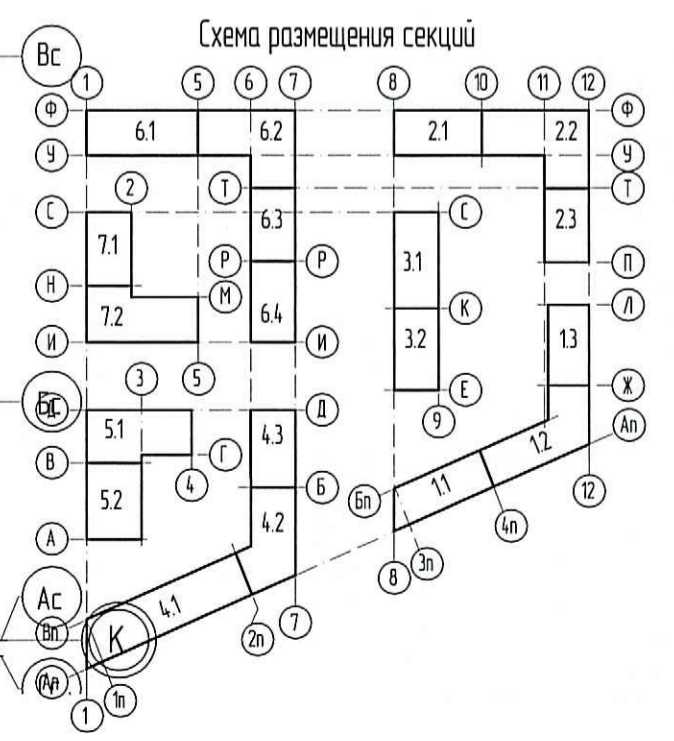 Схема размещения секций
Вс
1 5 6 7 8 10 11 12
Ф 6.1 6.2 2.1 2.2 Ф
У У
2 Т Т
С 7.1 6.3 С 2.3
3.1
Р Р П
Н М К Л
7.2 6.4 3.2 1.3
И И
3 5 Е Ж
9
5.1 4.3 Д Ап
Г 1.2
В 4 Б Бп 1.1 12
5.2 4.2 4п
А 3п
8
Ас
Вп К 4.1 2п 7
Ап
1п
1